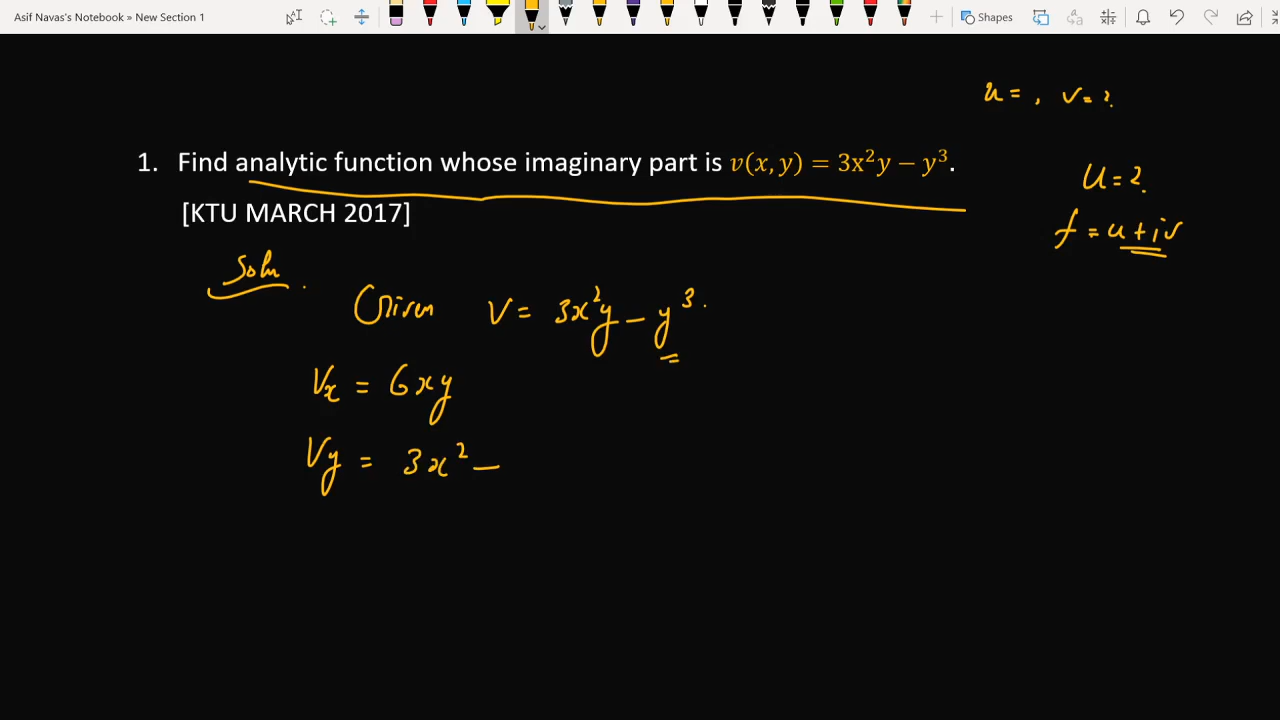 Asif Navas's Notebook » New Section 1
Shapes
u = , v = ?
1. Find analytic function whose imaginary part is v(x, y) = 3x²y − y³.
u = ?
[KTU MARCH 2017]
f = u + iv
Soln
Given v = 3x²y − y³.
Vx = 6xy
Vy = 3x² −